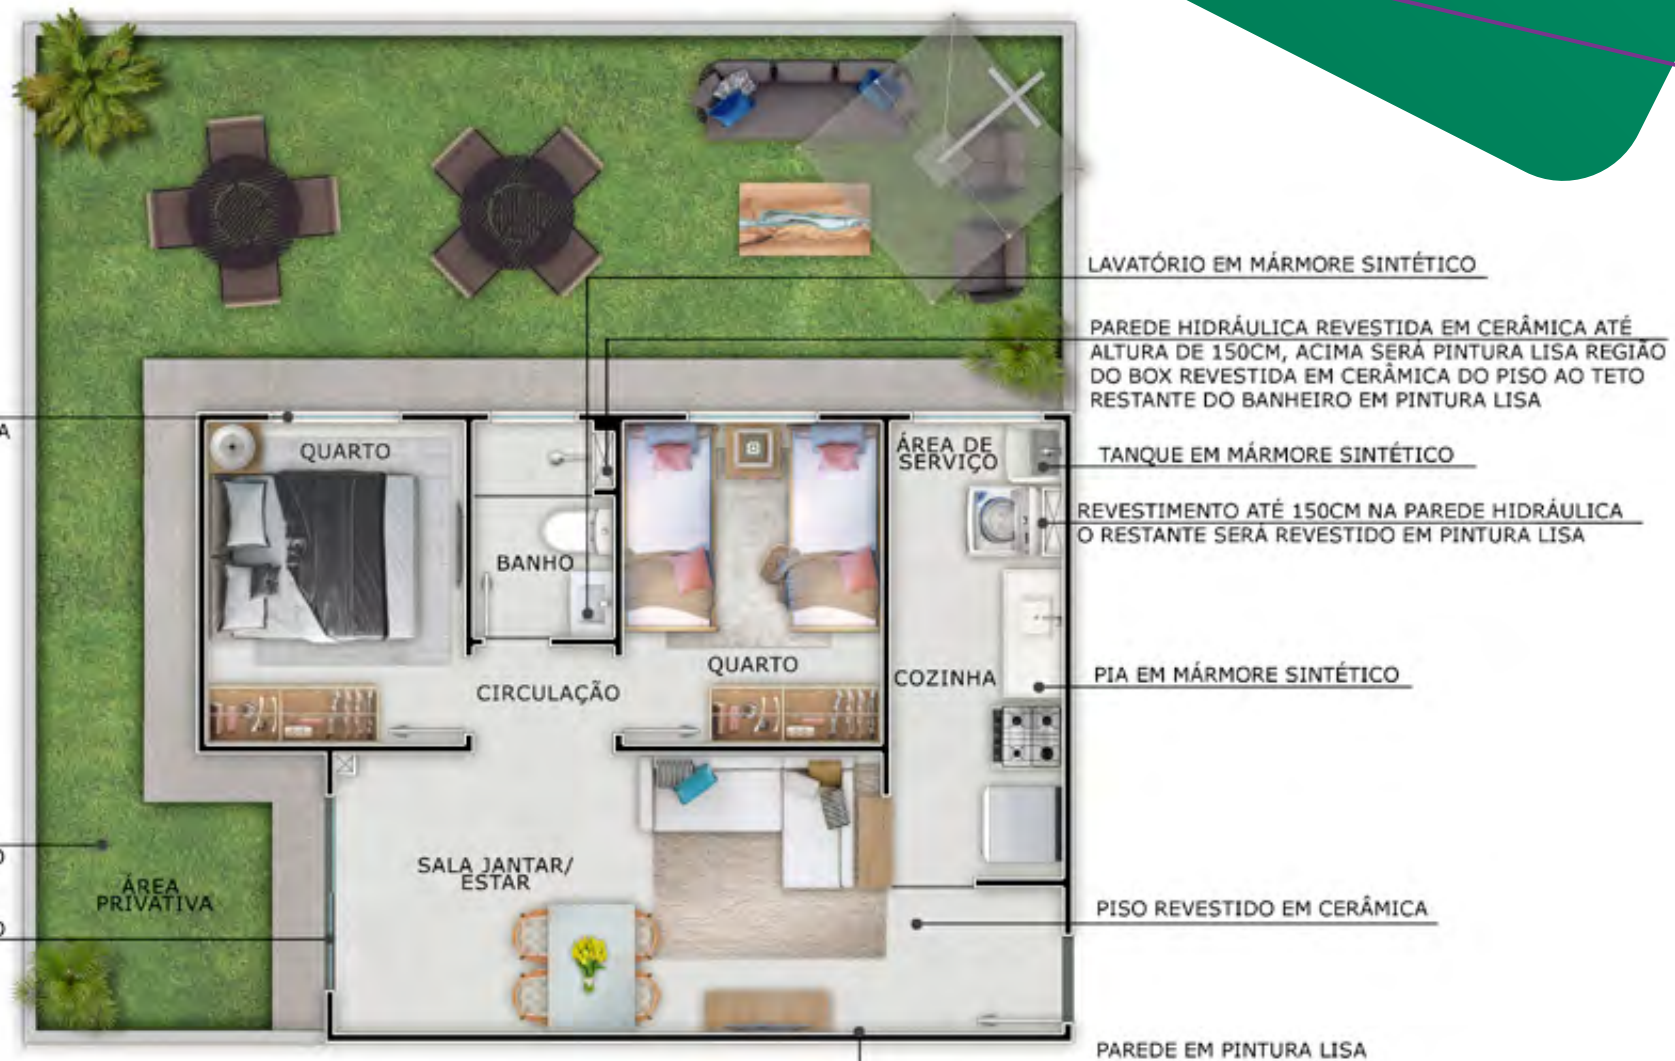 LAVATÓRIO EM MÁRMORE SINTÉTICO
PAREDE HIDRÁULICA REVESTIDA EM CERÂMICA ATÉ
ALTURA DE 150CM, ACIMA SERÁ PINTURA LISA REGIÃO
DO BOX REVESTIDA EM CERÂMICA DO PISO AO TETO
RESTANTE DO BANHEIRO EM PINTURA LISA
A
QUARTO
ÁREA DE
SERVIÇO
TANQUE EM MÁRMORE SINTÉTICO
REVESTIMENTO ATÉ 150CM NA PAREDE HIDRÁULICA
O RESTANTE SERÁ REVESTIDO EM PINTURA LISA
BANHO
QUARTO
COZINHA
PIA EM MÁRMORE SINTÉTICO
CIRCULAÇÃO
O
SALA JANTAR/
ESTAR
ÁREA
PRIVATIVA
PISO REVESTIDO EM CERÂMICA
O
PAREDE EM PINTURA LISA